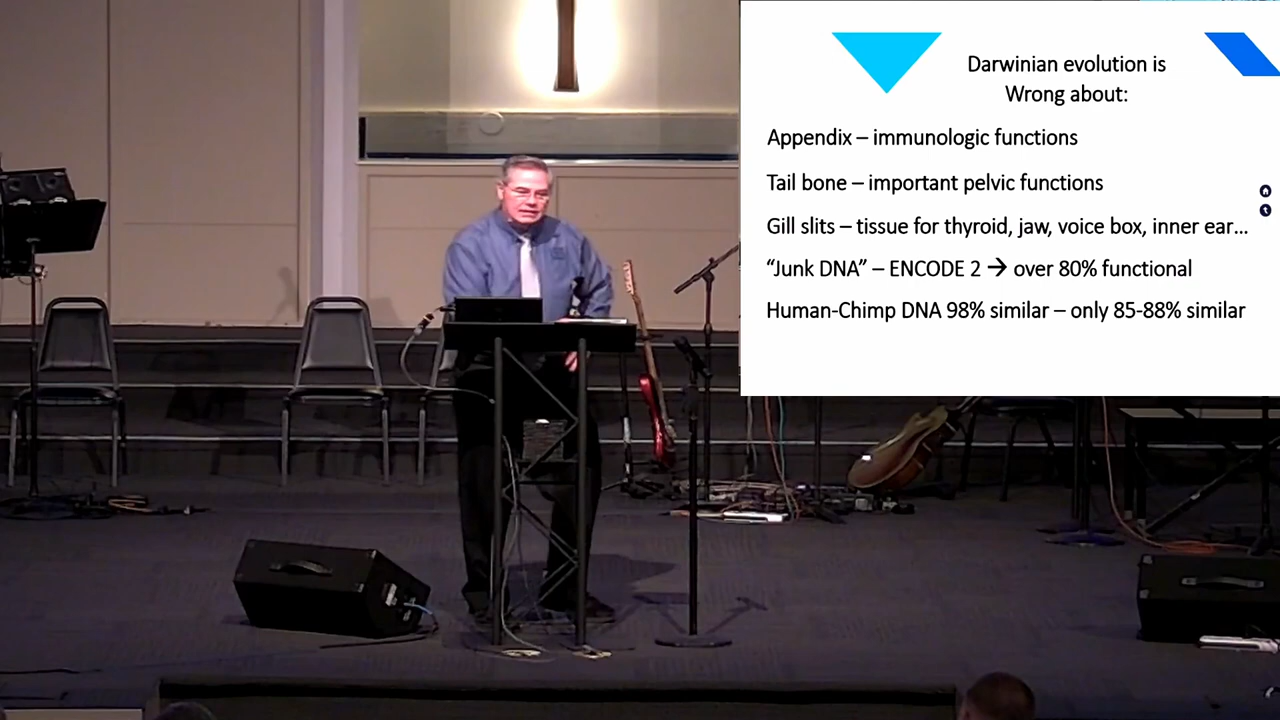 Darwinian evolution is
Wrong about:
Appendix – immunologic functions
Tail bone – important pelvic functions
Gill slits – tissue for thyroid, jaw, voice box, inner ear...
“Junk DNA” – ENCODE 2 → over 80% functional
Human-Chimp DNA 98% similar – only 85-88% similar